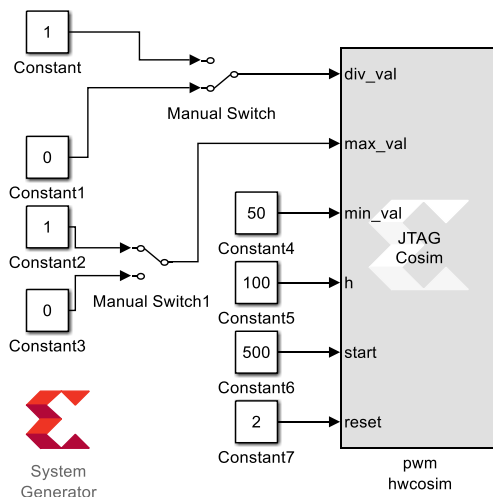 1
Constant
div_val
Manual Switch
0
Constant1
max_val
1
Constant2
50
min_val
Constant4
JTAG
Cosim
Manual Switch1
0
Constant3
100
h
Constant5
500
start
Constant6
2
reset
Constant7
System
Generator
pwm
hwcosim